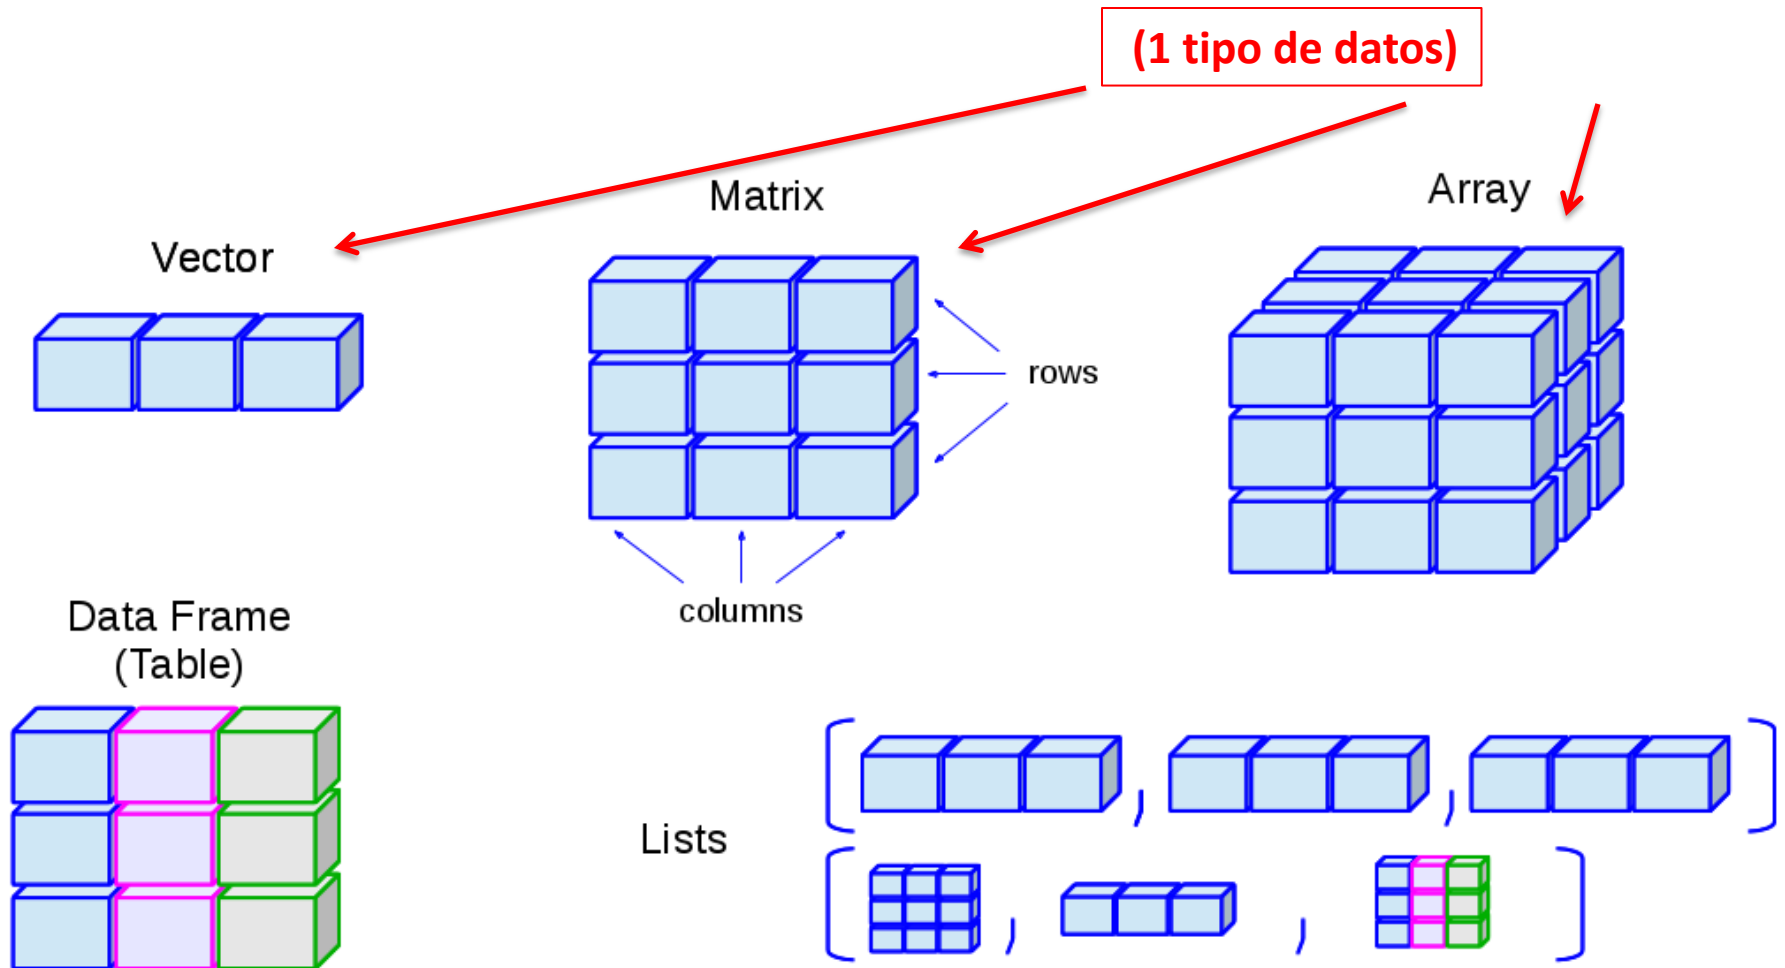 (1 tipo de datos)
Matrix
Array
Vector
rows
columns
Data Frame
(Table)
Lists